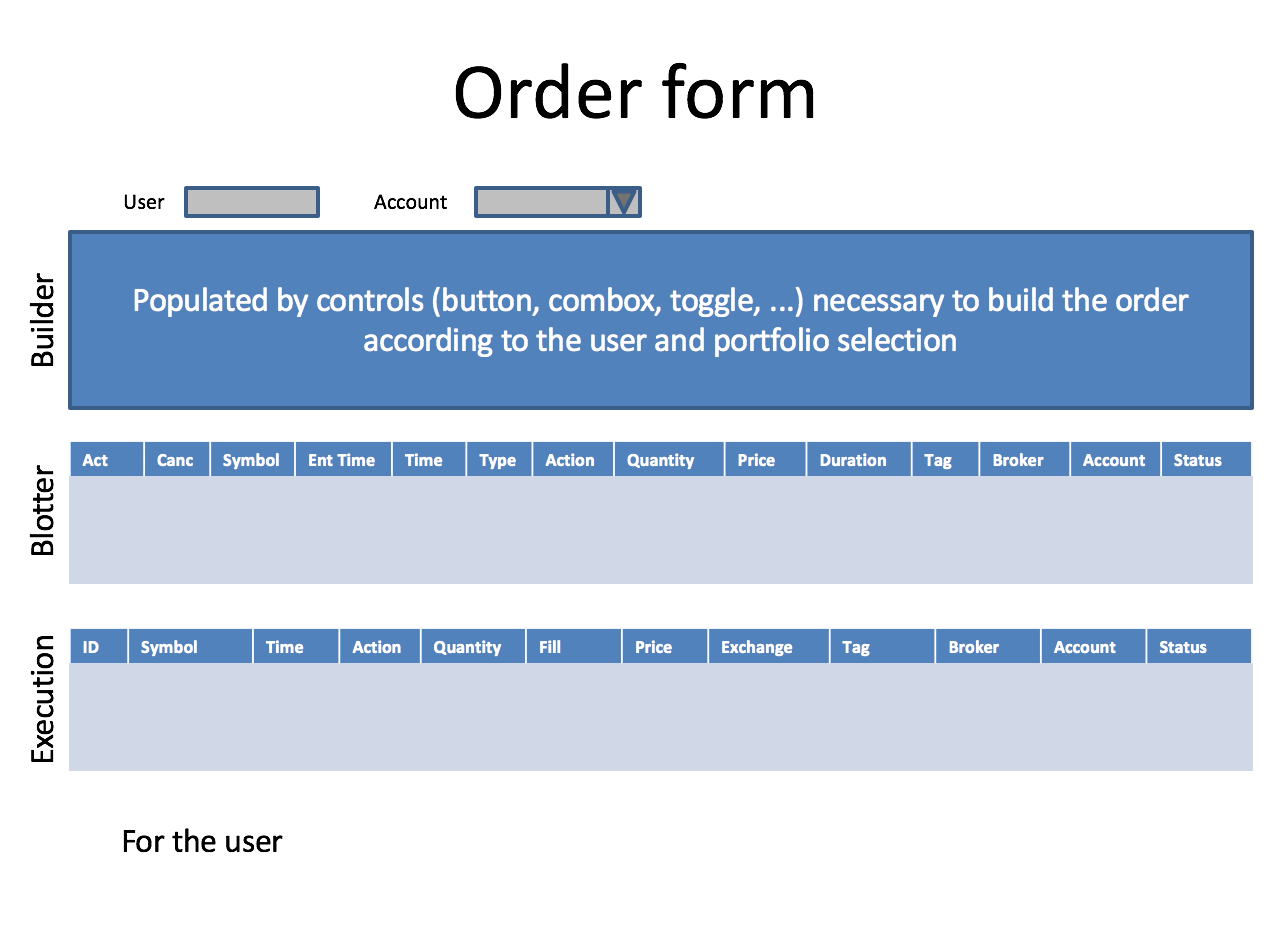 Order form
User Account
Builder
Populated by controls (button, combox, toggle, ...) necessary to build the order
according to the user and portfolio selection
Blotter
Act Canc Symbol Ent Time Time Type Action Quantity Price Duration Tag Broker Account Status
Execution
ID Symbol Time Action Quantity Fill Price Exchange Tag Broker Account Status
For the user